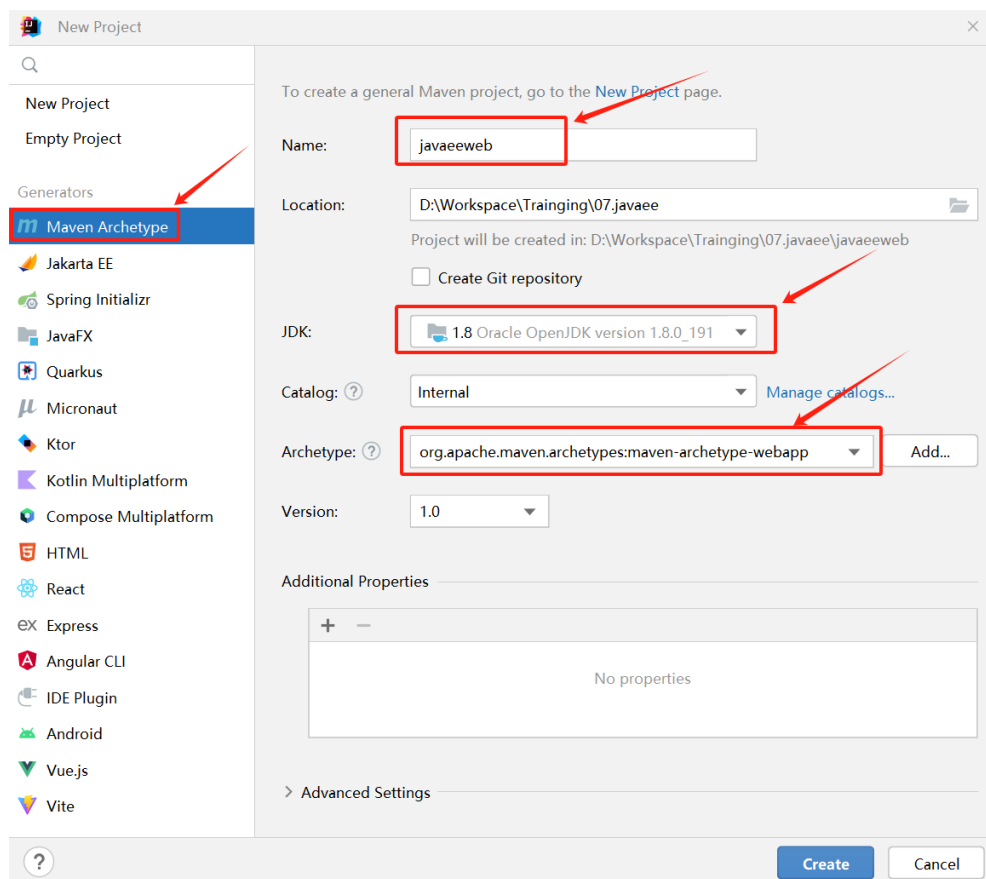 New Project
New Project
Empty Project
Generators
Maven Archetype
Jakarta EE
Spring Initializr
JavaFX
Quarkus
Micronaut
Ktor
Kotlin Multiplatform
Compose Multiplatform
HTML
React
ex Express
Angular CLI
IDE Plugin
Android
Vue.js
Vite
To create a general Maven project, go to the New Project page.
Name: javaeeweb
Location: D:\Workspace\Trainging\07.javaee
Project will be created in: D:\Workspace\Trainging\07.javaee\javaeeweb
Create Git repository
JDK: 1.8 Oracle OpenJDK version 1.8.0_191
Catalog: ? Internal Manage catalogs...
Archetype: ? org.apache.maven.archetypes:maven-archetype-webapp Add...
Version: 1.0
Additional Properties
No properties
Advanced Settings
? Create Cancel